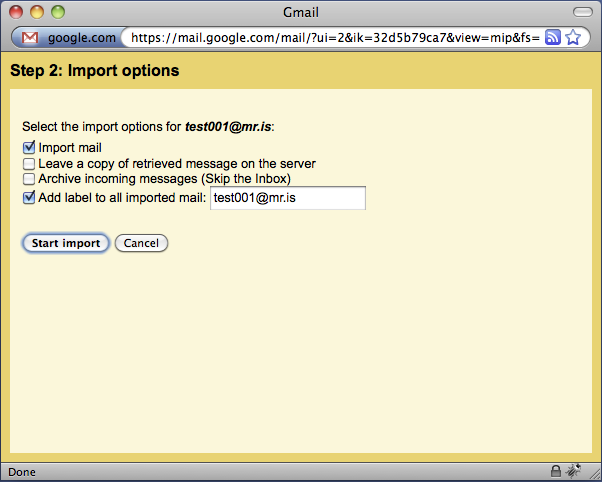 Gmail
google.com https://mail.google.com/mail/?ui=2&ik=32d5b79ca7&view=mip&fs=
Step 2: Import options
Select the import options for test001@mr.is:
Import mail
Leave a copy of retrieved message on the server
Archive incoming messages (Skip the Inbox)
Add label to all imported mail: test001@mr.is
Start import Cancel
Done